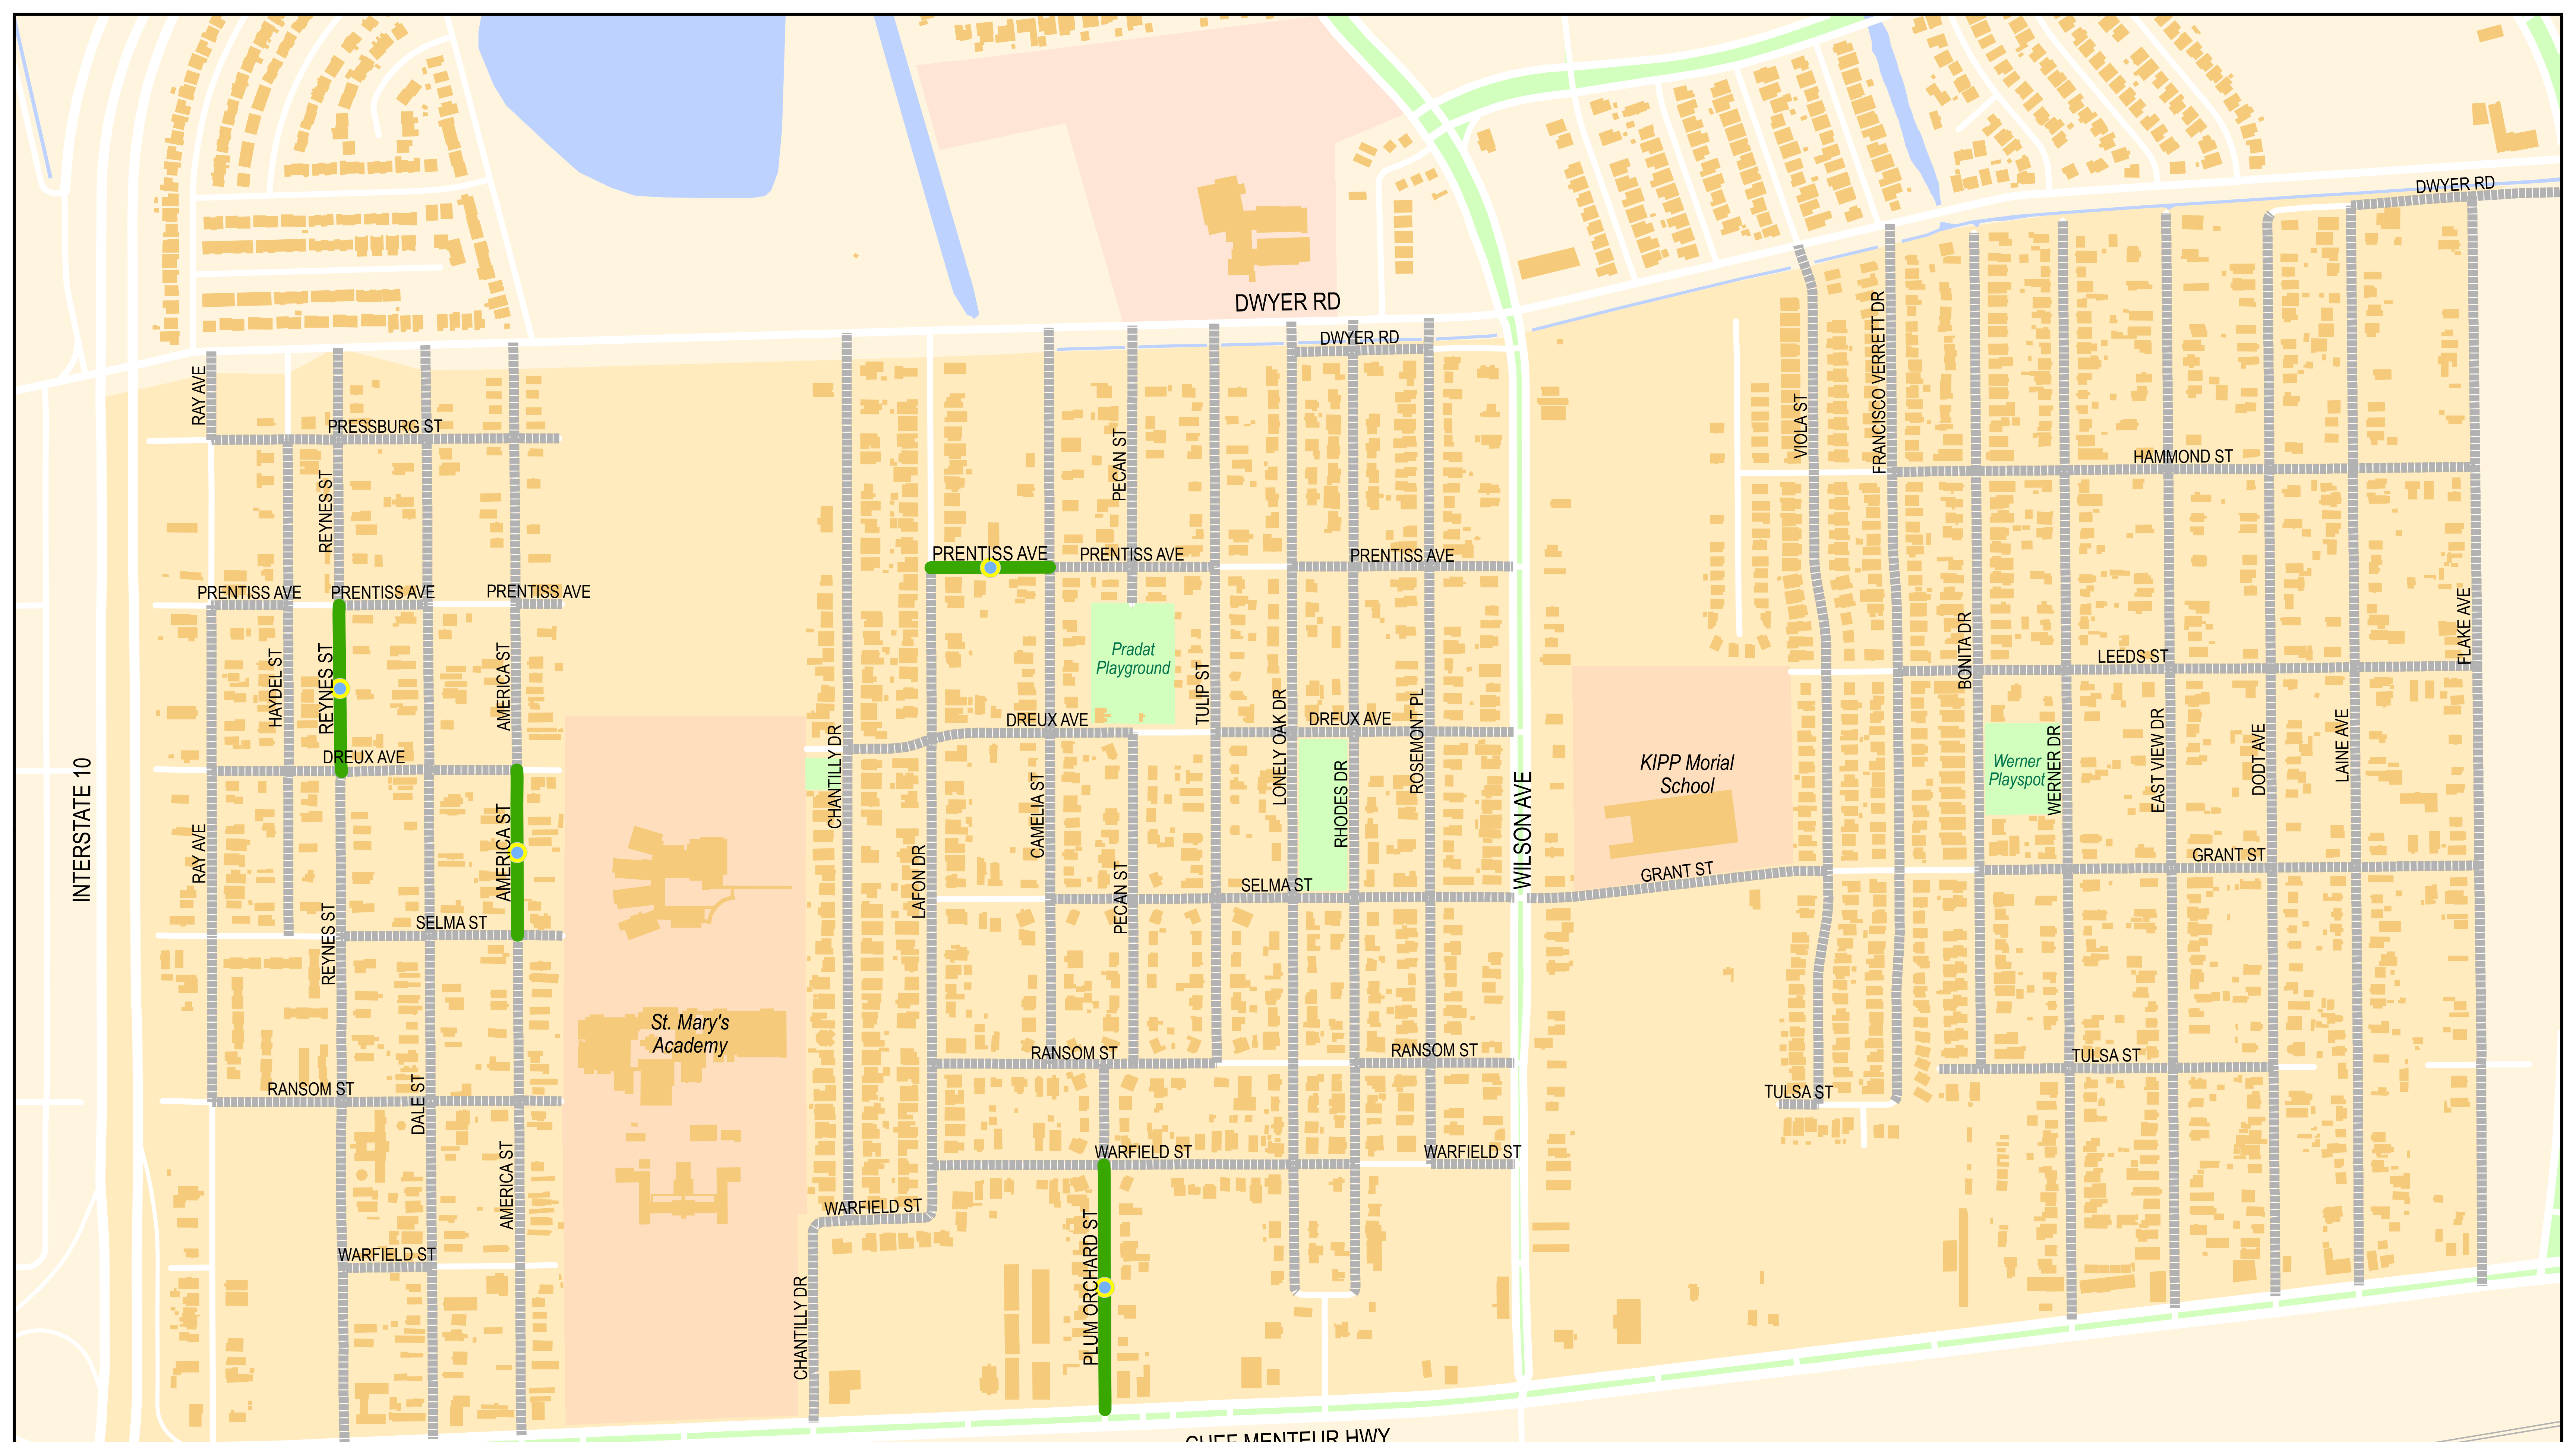 DWYER RD
DWYER RD
DWYER RD
RAY AVE
PRESSBURG ST
REYNES ST
PECAN ST
VIOLA ST
FRANCISCO VERRETT DR
HAMMOND ST
PRENTISS AVE
PRENTISS AVE
PRENTISS AVE
PRENTISS AVE
PRENTISS AVE
PRENTISS AVE
HAYDEL ST
REYNES ST
AMERICA ST
Pradat
Playground
TULIP ST
LONELY OAK DR
ROSEMONT PL
BONITA DR
LEEDS ST
FLAKE AVE
DREUX AVE
DREUX AVE
DREUX AVE
CHANTILLY DR
CAMELIA ST
RHODES DR
WILSON AVE
KIPP Morial
School
Werner
Playspot
WERNER DR
EAST VIEW DR
DODT AVE
LAINE AVE
INTERSTATE 10
RAY AVE
AMERICA ST
LAFON DR
PECAN ST
SELMA ST
GRANT ST
GRANT ST
REYNES ST
SELMA ST
St. Mary's
Academy
RANSOM ST
RANSOM ST
RANSOM ST
DALE ST
TULSA ST
TULSA ST
AMERICA ST
WARFIELD ST
WARFIELD ST
WARFIELD ST
WARFIELD ST
PLUM ORCHARD ST
CHANTILLY DR
CHEF MENTEUR HWY